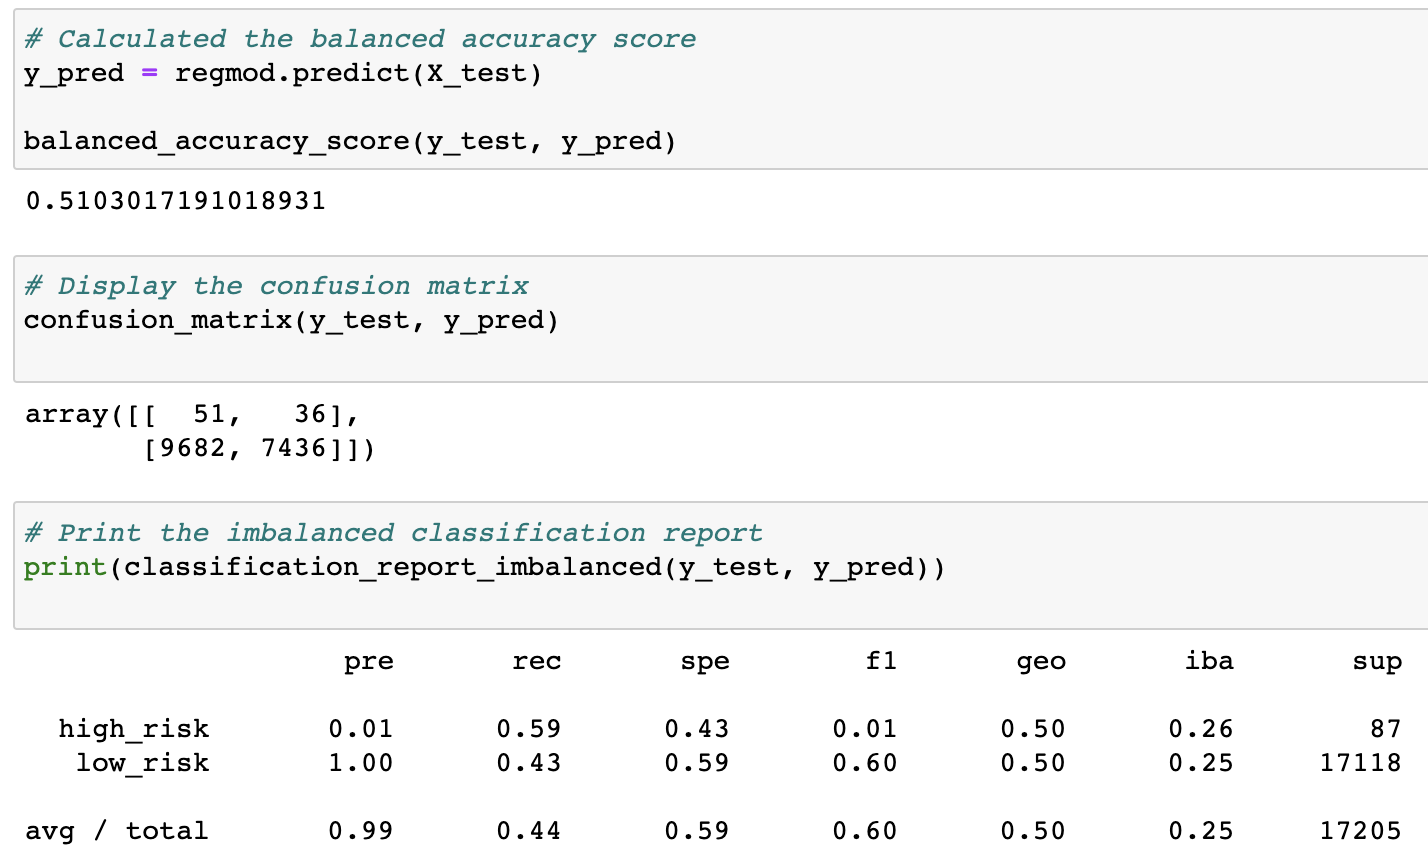 # Calculated the balanced accuracy score
y_pred = regmod.predict(X_test)
balanced_accuracy_score(y_test, y_pred)
0.5103017191018931
# Display the confusion matrix
confusion_matrix(y_test, y_pred)
array([[  51,   36],
       [9682, 7436]])
# Print the imbalanced classification report
print(classification_report_imbalanced(y_test, y_pred))
pre rec spe f1 geo iba sup
high_risk 0.01 0.59 0.43 0.01 0.50 0.26 87
low_risk 1.00 0.43 0.59 0.60 0.50 0.25 17118
avg / total 0.99 0.44 0.59 0.60 0.50 0.25 17205